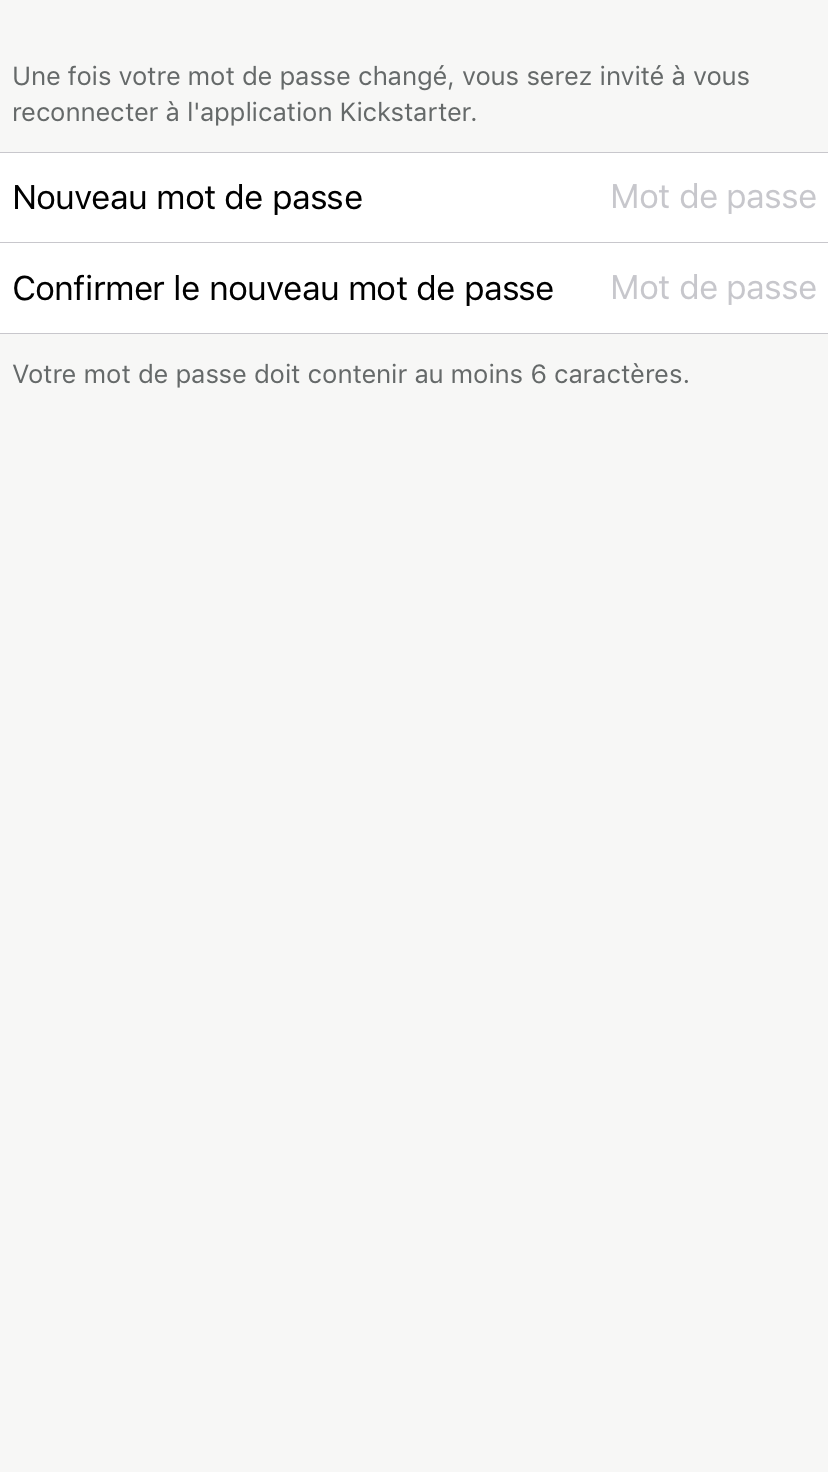 Une fois votre mot de passe changé, vous serez invité à vous
reconnecter à l'application Kickstarter.
Nouveau mot de passe Mot de passe
Confirmer le nouveau mot de passe Mot de passe
Votre mot de passe doit contenir au moins 6 caractères.